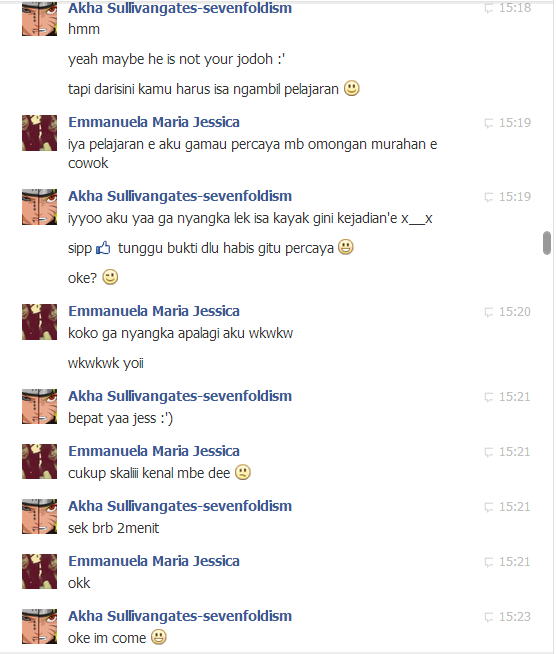 Akha Sullivangates-sevenfoldism 15:18
hmm
yeah maybe he is not your jodoh :'
tapi darisini kamu harus isa ngambil pelajaran
Emmanuela Maria Jessica 15:19
iya pelajaran e aku gamau percaya mb omongan murahan e
cowok
Akha Sullivangates-sevenfoldism 15:19
iyyoo aku yaa ga nyangka lek isa kayak gini kejadian'e x__x
sipp tunggu bukti dlu habis gitu percaya
oke?
Emmanuela Maria Jessica 15:20
koko ga nyangka apalagi aku wkwkw
wkwkwk yoii
Akha Sullivangates-sevenfoldism 15:21
bepat yaa jess :')
Emmanuela Maria Jessica 15:21
cukup skaliii kenal mbe dee
Akha Sullivangates-sevenfoldism 15:21
sek brb 2menit
Emmanuela Maria Jessica 15:21
okk
Akha Sullivangates-sevenfoldism 15:23
oke im come